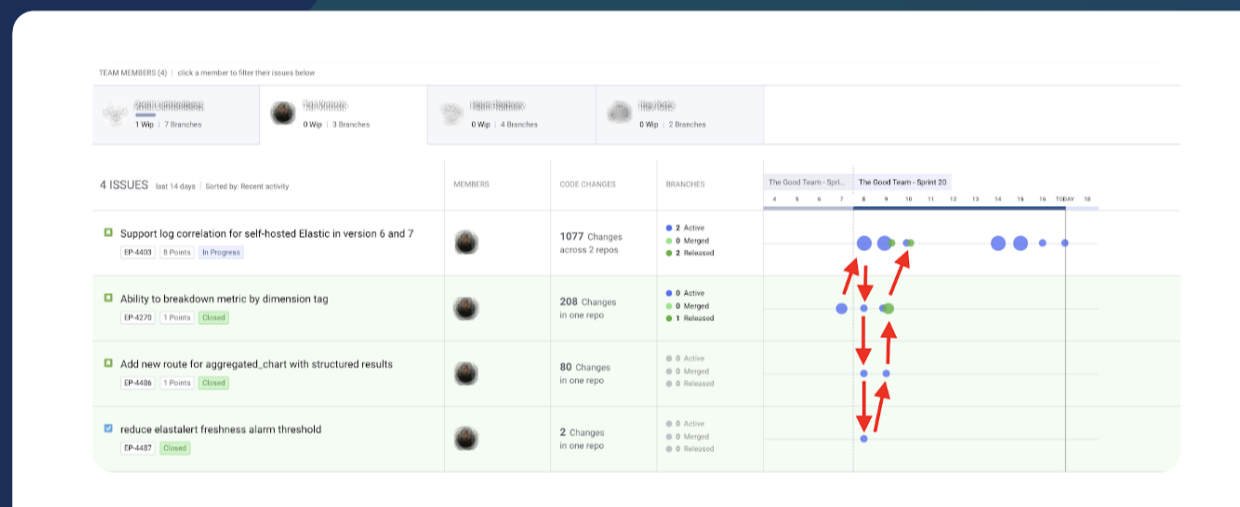 TEAM MEMBERS (4) | click a member to filter their issues below
1 Wip | 7 Branches
0 Wip | 3 Branches
0 Wip | 4 Branches
0 Wip | 2 Branches
4 ISSUES last 14 days | Sorted by: Recent activity
MEMBERS
CODE CHANGES
BRANCHES
The Good Team - Spri...
The Good Team - Sprint 20
4 5 6 7 8 9 10 11 12 13 14 15 16 TODAY 18
Support log correlation for self-hosted Elastic in version 6 and 7
EP-4403 8 Points In Progress
1077 Changes
across 2 repos
2 Active
0 Merged
2 Released
Ability to breakdown metric by dimension tag
EP-4270 1 Points Closed
208 Changes
in one repo
0 Active
0 Merged
1 Released
Add new route for aggregated_chart with structured results
EP-4486 1 Points Closed
80 Changes
in one repo
0 Active
0 Merged
0 Released
reduce elastalert freshness alarm threshold
EP-4487 Closed
2 Changes
in one repo
0 Active
0 Merged
0 Released